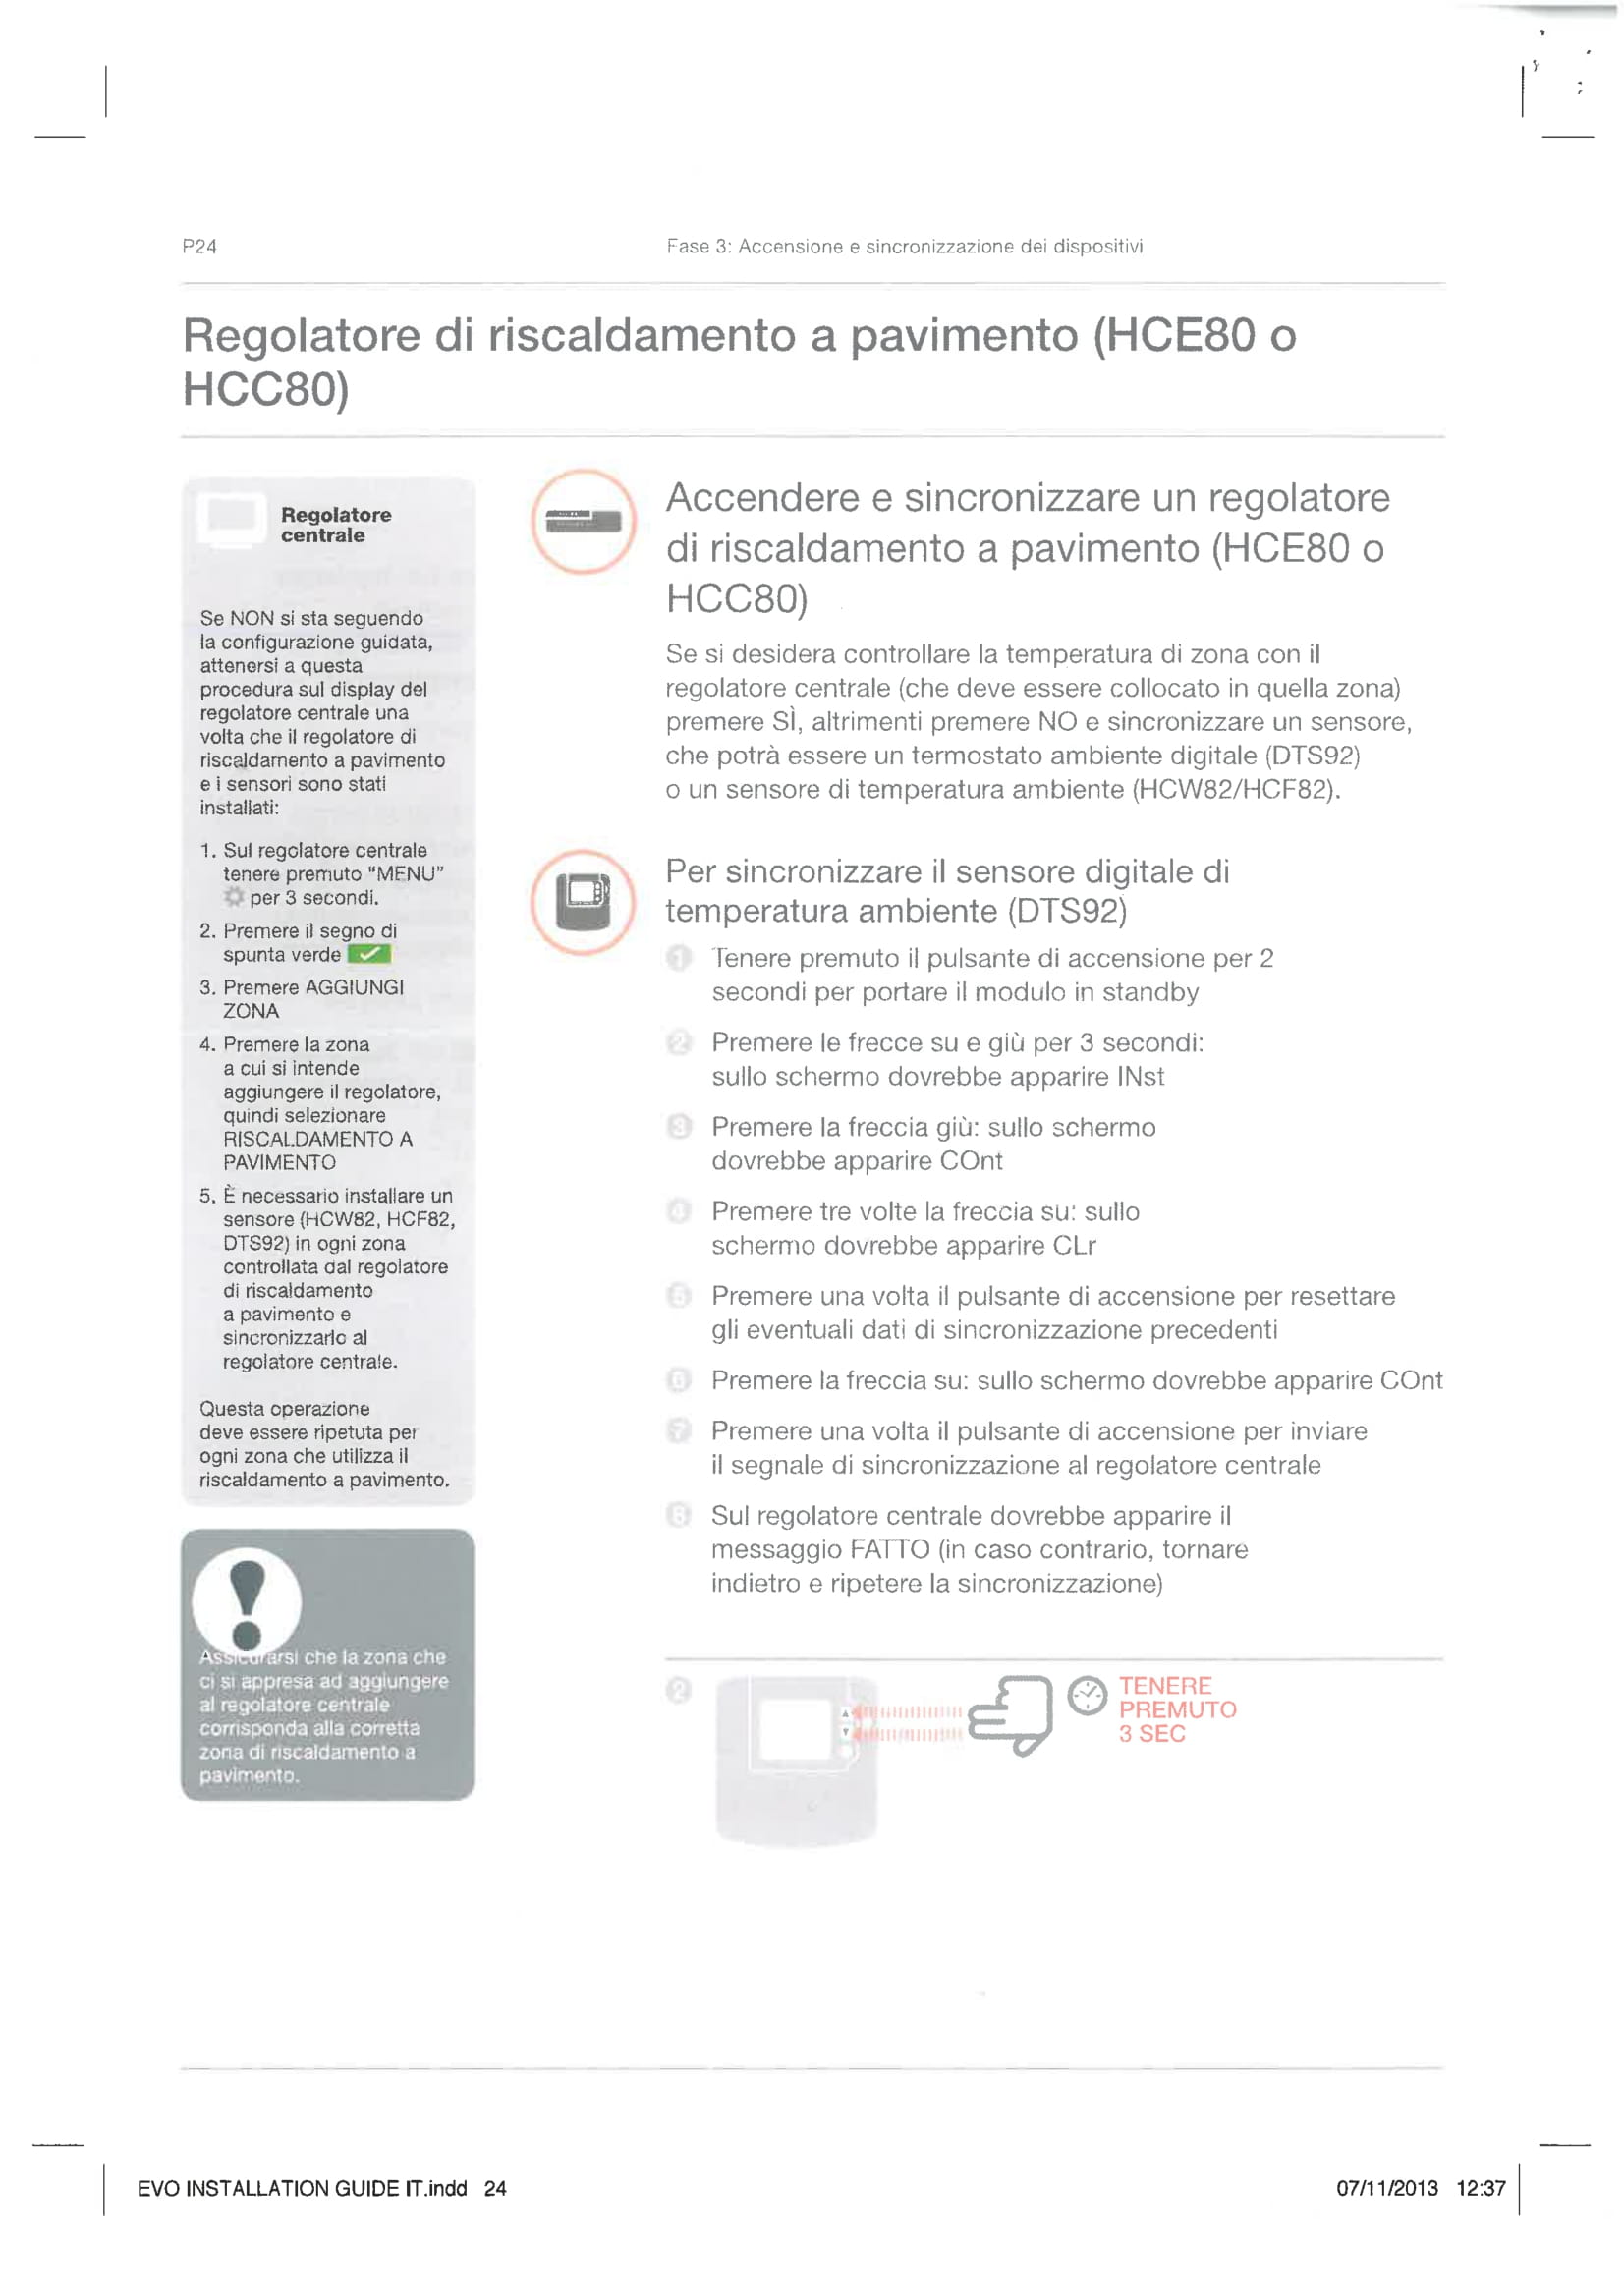 P24
Fase 3: Accensione e sincronizzazione dei dispositivi
Regolatore di riscaldamento a pavimento (HCE80 o
HCC80)
Regolatore
centrale
Se NON si sta seguendo
la configurazione guidata,
attenersi a questa
procedura sul display del
regolatore centrale una
volta che il regolatore di
riscaldamento a pavimento
e i sensori sono stati
installati:
1. Sul regolatore centrale
tenere premuto "MENU"
per 3 secondi.
2. Premere il segno di
spunta verde
3. Premere AGGIUNGI
ZONA
4. Premere la zona
a cui si intende
aggiungere il regolatore,
quindi selezionare
RISCALDAMENTO A
PAVIMENTO
5. È necessario installare un
sensore (HCW82, HCF82,
DTS92) in ogni zona
controllata dal regolatore
di riscaldamento
a pavimento e
sincronizzarlo al
regolatore centrale.
Questa operazione
deve essere ripetuta per
ogni zona che utilizza il
riscaldamento a pavimento.
Assicurarsi che la zona che
ci si appresa ad aggiungere
al regolatore centrale
corrisponda alla corretta
zona di riscaldamento a
pavimento.
Accendere e sincronizzare un regolatore
di riscaldamento a pavimento (HCE80 o
HCC80)
Se si desidera controllare la temperatura di zona con il
regolatore centrale (che deve essere collocato in quella zona)
premere SÌ, altrimenti premere NO e sincronizzare un sensore,
che potrà essere un termostato ambiente digitale (DTS92)
o un sensore di temperatura ambiente (HCW82/HCF82).
Per sincronizzare il sensore digitale di
temperatura ambiente (DTS92)
1 Tenere premuto il pulsante di accensione per 2
secondi per portare il modulo in standby
2 Premere le frecce su e giù per 3 secondi:
sullo schermo dovrebbe apparire INst
3 Premere la freccia giù: sullo schermo
dovrebbe apparire COnt
4 Premere tre volte la freccia su: sullo
schermo dovrebbe apparire CLr
5 Premere una volta il pulsante di accensione per resettare
gli eventuali dati di sincronizzazione precedenti
6 Premere la freccia su: sullo schermo dovrebbe apparire COnt
7 Premere una volta il pulsante di accensione per inviare
il segnale di sincronizzazione al regolatore centrale
8 Sul regolatore centrale dovrebbe apparire il
messaggio FATTO (in caso contrario, tornare
indietro e ripetere la sincronizzazione)
2
TENERE
PREMUTO
3 SEC
EVO INSTALLATION GUIDE IT.indd 24
07/11/2013 12:37